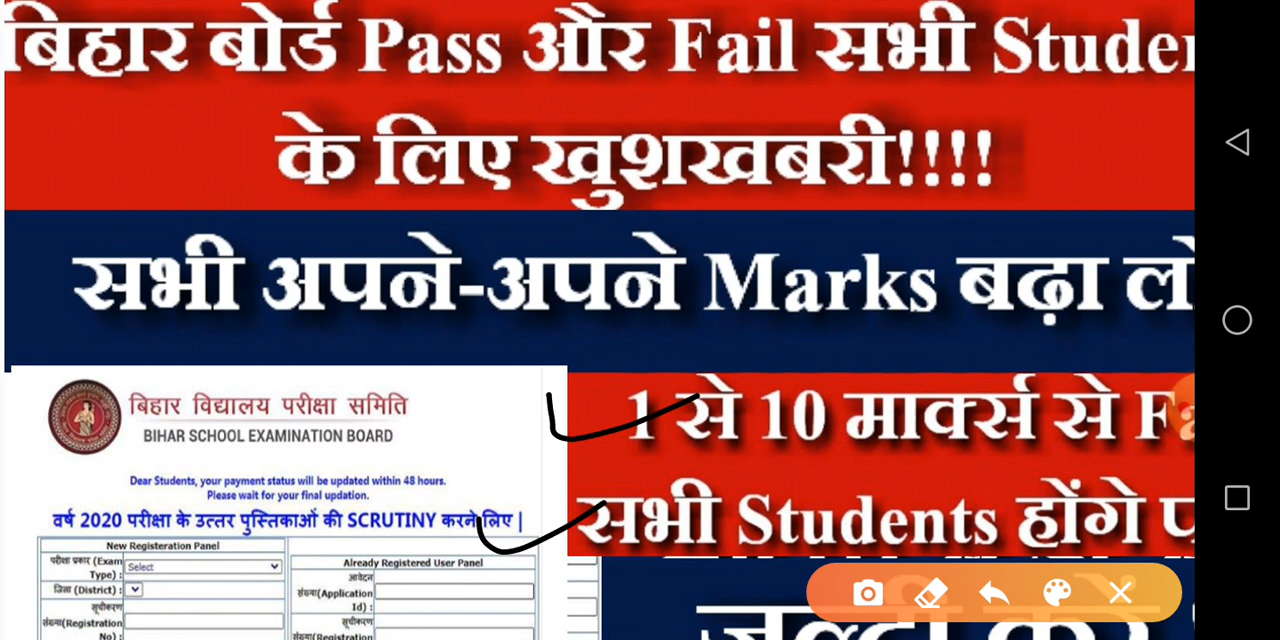 बिहार बोर्ड Pass और Fail सभी
के लिए खुशखबरी!!!!
सभी अपने-अपने Marks बढ़ा
1 से 10 मार्क्स से
सभी Students होंगे
बिहार विद्यालय परीक्षा समिति
BIHAR SCHOOL EXAMINATION BOARD
Dear Students, your payment status will be updated within 48 hours.
Please wait for your final updation.
वर्ष 2020 परीक्षा के उत्तर पुस्तिकाओं की SCRUTINY करने लिए |
New Registeration Panel
परीक्षा प्रकार (Exam Type) :
Select
जिला (District) :
सूचीकरण संख्या(Registration No) :
Already Registered User Panel
आवेदन संख्या(Application Id) :
सूचीकरण संख्या(Registration